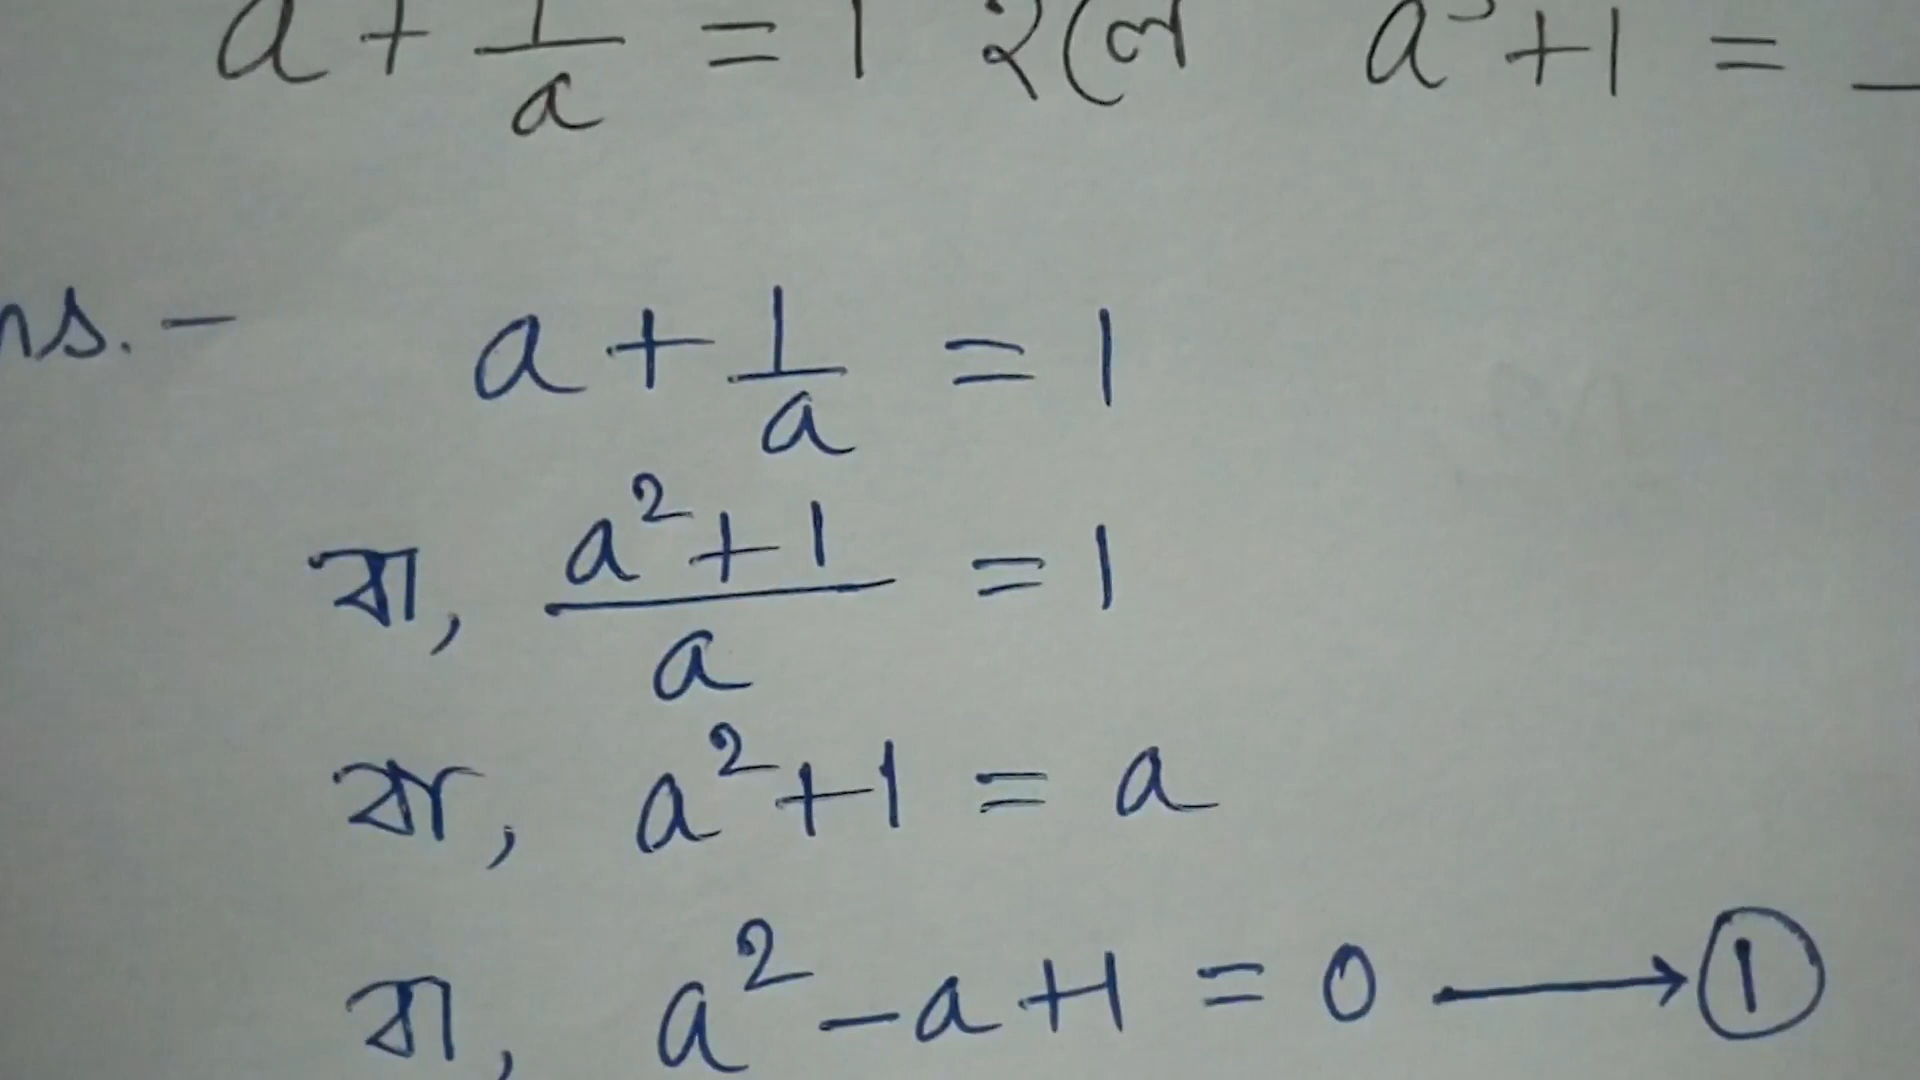 a + 1/a = 1 হলে a³+1 =
ns. – a + 1/a = 1
বা, (a²+1)/a = 1
বা, a²+1 = a
বা, a² – a + 1 = 0 ⟶ ①